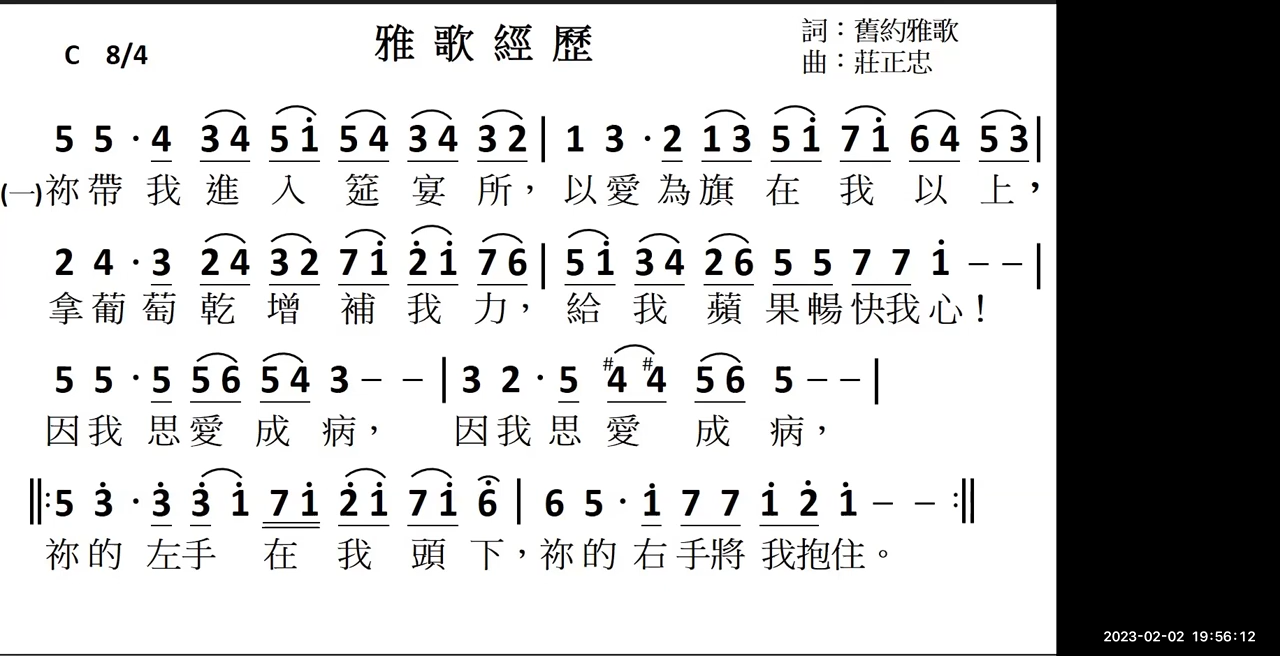 雅歌經歷
C 8/4
詞：舊約雅歌
曲：莊正忠
5 5 · 4 3 4 5 i̇ 5 4 3 4 3 2 | 1 3 · 2 1 3 5 i̇ 7 i̇ 6 4 5 3 |
(一)祢帶我進入筵宴所，以愛為旗在我以上，
2 4 · 3 2 4 3 2 7 1̇ 2̇ 1̇ 7 6 | 5 1̇ 3 4 2 6 5 5 7 7 1̇ – – |
拿葡萄乾增補我力，給我蘋果暢快我心！
5 5 · 5 5 6 5 4 3 – – | 3 2 · 5 #4 #4 5 6 5 – – |
因我思愛成病，因我思愛成病，
‖: 5 3̇ · 3̇ 3̇ 1̇ 7 1̇ 2̇ 1̇ 7 1̇ 6 | 6 5 · 1̇ 7 7 1̇ 2̇ 1̇ – – :‖
祢的左手在我頭下，祢的右手將我抱住。
2023-02-02 19:56:12